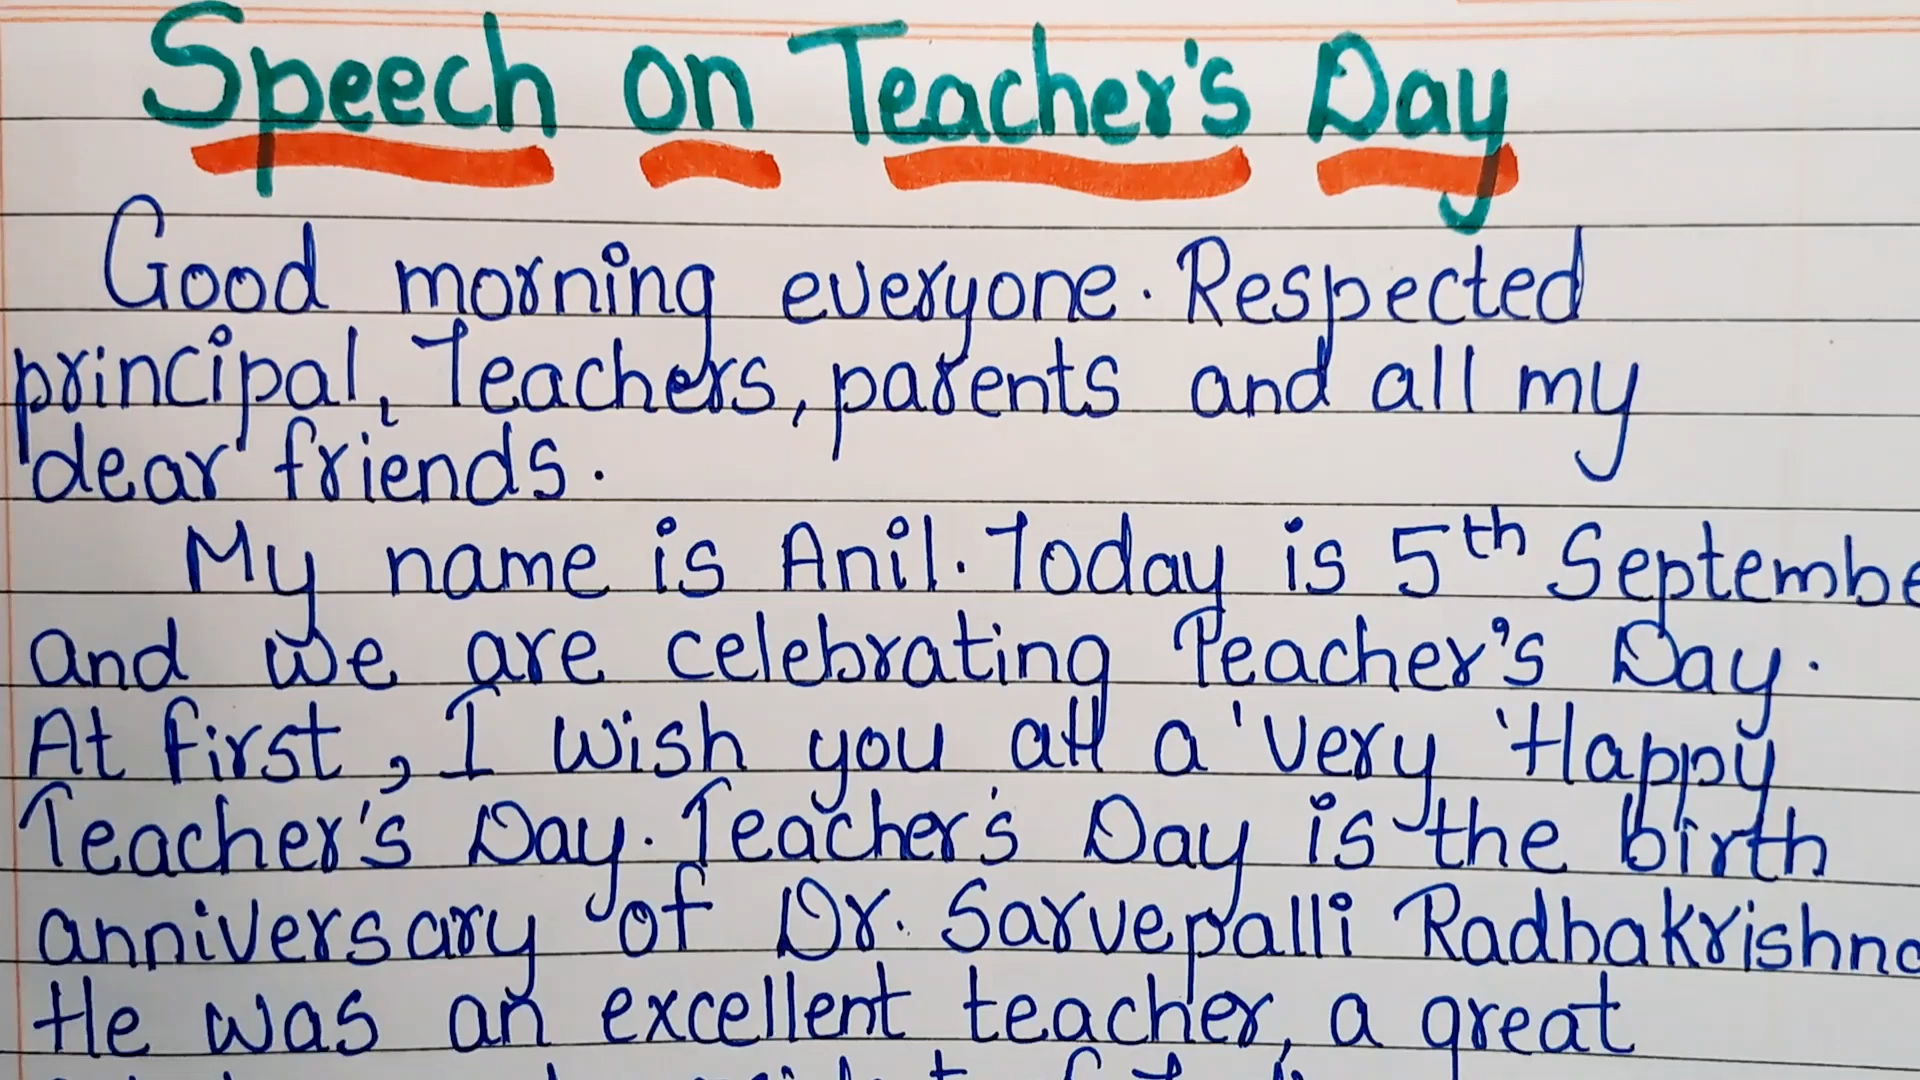 Speech on Teacher's Day
Good morning everyone. Respected
principal, Teachers, parents and all my
dear friends.
My name is Anil. Today is 5th Septembe
and we are celebrating Teacher's Day.
At first, I wish you all a very Happy
Teacher's Day. Teacher's Day is the birth
anniversary of Dr. Sarvepalli Radhakrishna
He was an excellent teacher, a great